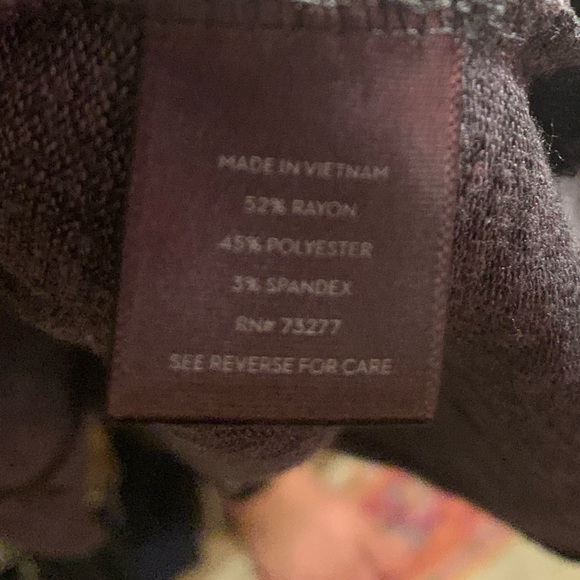 MADE IN VIETNAM
52% RAYON
45% POLYESTER
3% SPANDEX
RN# 73277
SEE REVERSE FOR CARE